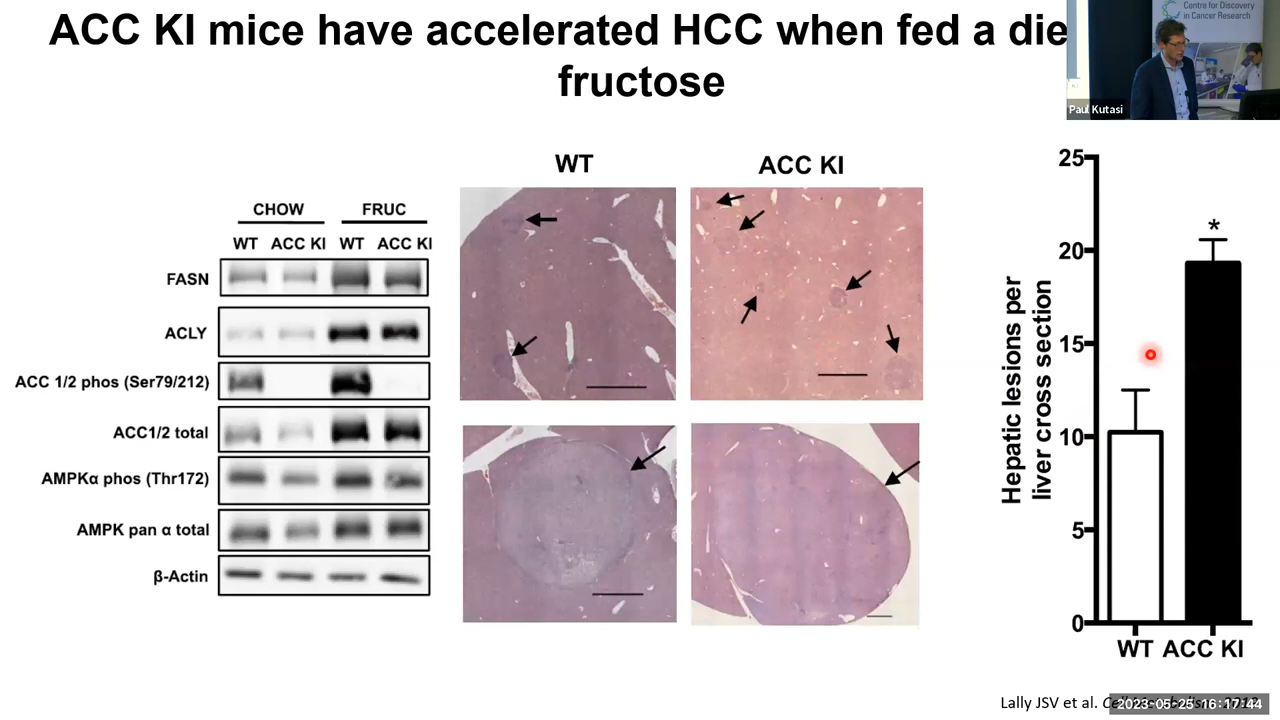 ACC KI mice have accelerated HCC when fed a die
fructose
Centre for Discovery
in Cancer Research
Paul Kutasi
WT
ACC KI
CHOW
FRUC
WT ACC KI WT ACC KI
FASN
ACLY
ACC 1/2 phos (Ser79/212)
ACC1/2 total
AMPKα phos (Thr172)
AMPK pan α total
β-Actin
Hepatic lesions per
liver cross section
25
20
15
10
5
0
*
WT ACC KI
Lally JSV et al.
2023-05-25 16:17:44